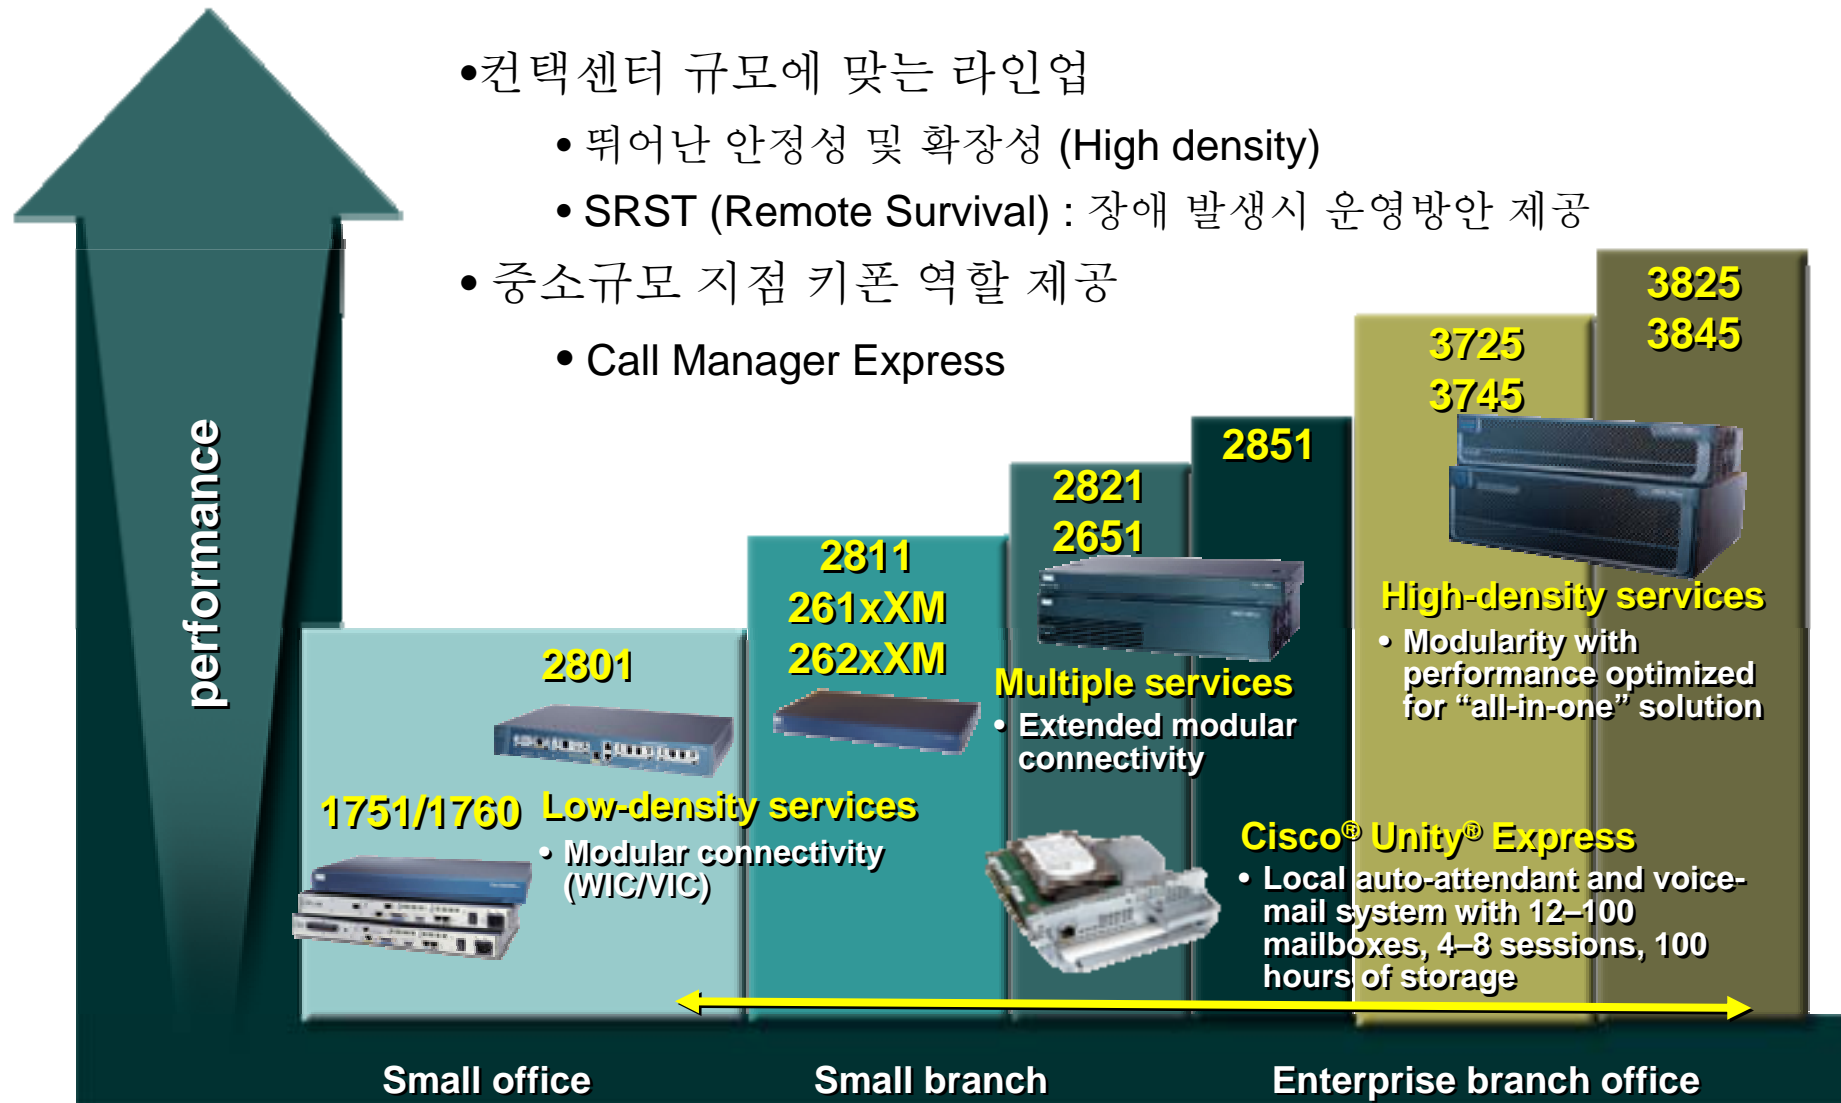 •컨택센터 규모에 맞는 라인업
• 뛰어난 안정성 및 확장성 (High density)
• SRST (Remote Survival) : 장애 발생시 운영방안 제공
• 중소규모 지점 키폰 역할 제공
• Call Manager Express
performance
3825
3845
3725
3745
2851
2821
2651
2811
261xXM
262xXM
2801
1751/1760
High-density services
• Modularity with
performance optimized
for “all-in-one” solution
Multiple services
• Extended modular
connectivity
Low-density services
• Modular connectivity
(WIC/VIC)
Cisco® Unity® Express
• Local auto-attendant and voice-
mail system with 12–100
mailboxes, 4–8 sessions, 100
hours of storage
Small office
Small branch
Enterprise branch office